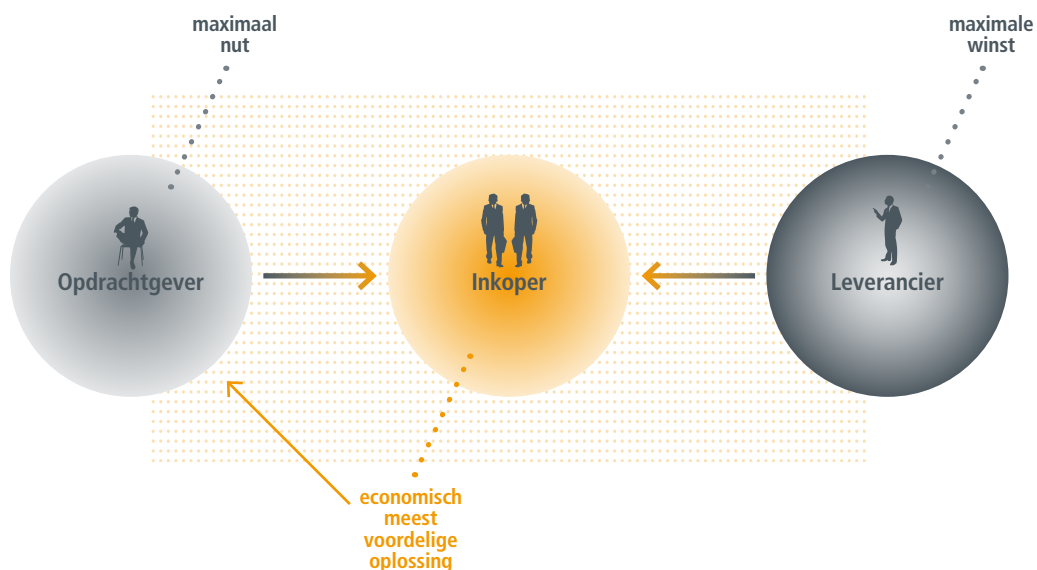 maximaal
nut
maximale
winst
Opdrachtgever
Inkoper
Leverancier
economisch
meest
voordelige
oplossing